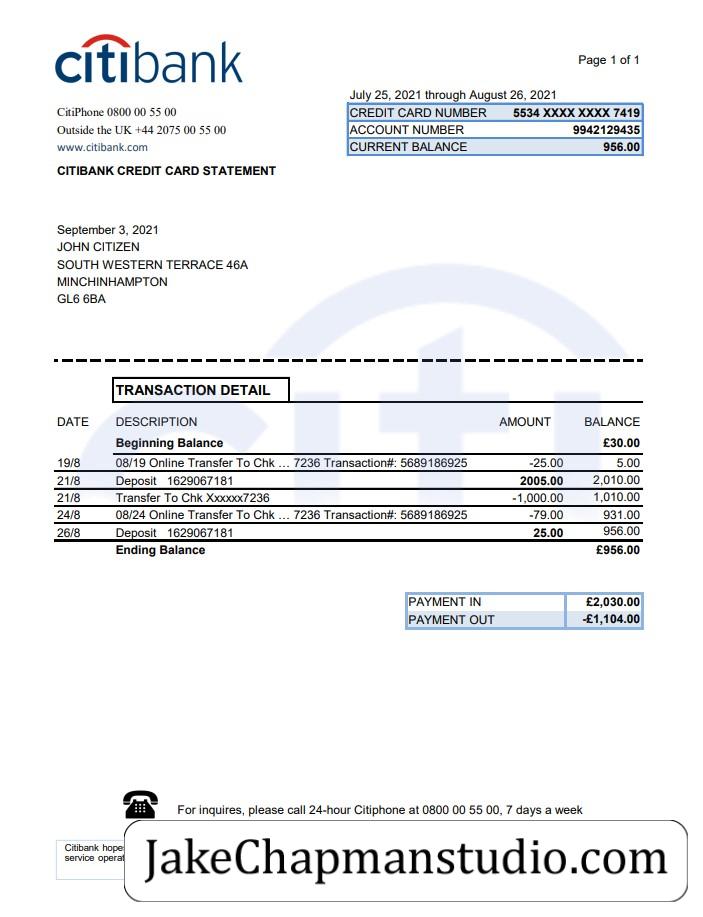 citibank
Page 1 of 1
July 25, 2021 through August 26, 2021
CitiPhone 0800 00 55 00
CREDIT CARD NUMBER 5534 XXXX XXXX 7419
Outside the UK +44 2075 00 55 00
ACCOUNT NUMBER 9942129435
www.citibank.com
CURRENT BALANCE 956.00
CITIBANK CREDIT CARD STATEMENT
September 3, 2021
JOHN CITIZEN
SOUTH WESTERN TERRACE 46A
MINCHINHAMPTON
GL6 6BA
citi
TRANSACTION DETAIL
DATE DESCRIPTION AMOUNT BALANCE
Beginning Balance £30.00
19/8 08/19 Online Transfer To Chk ... 7236 Transaction#: 5689186925 -25.00 5.00
21/8 Deposit 1629067181 2005.00 2,010.00
21/8 Transfer To Chk Xxxxxx7236 -1,000.00 1,010.00
24/8 08/24 Online Transfer To Chk ... 7236 Transaction#: 5689186925 -79.00 931.00
26/8 Deposit 1629067181 25.00 956.00
Ending Balance £956.00
PAYMENT IN £2,030.00
PAYMENT OUT -£1,104.00
For inquires, please call 24-hour Citiphone at 0800 00 55 00, 7 days a week
Citibank
service
JakeChapmanstudio.com